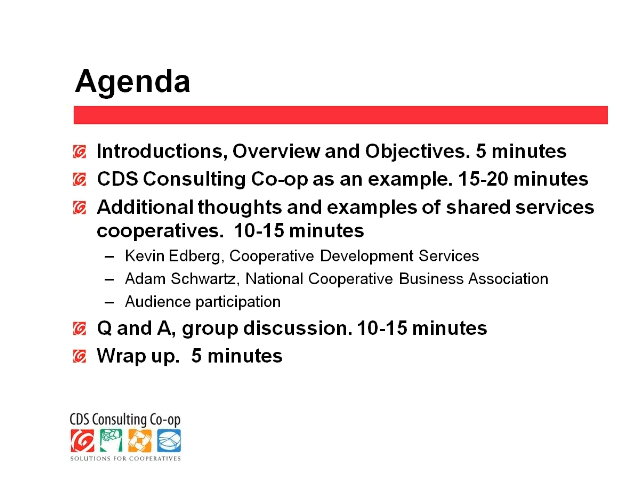 Agenda
Introductions, Overview and Objectives. 5 minutes
CDS Consulting Co-op as an example. 15-20 minutes
Additional thoughts and examples of shared services
cooperatives.  10-15 minutes
– Kevin Edberg, Cooperative Development Services
– Adam Schwartz, National Cooperative Business Association
– Audience participation
Q and A, group discussion. 10-15 minutes
Wrap up.  5 minutes
CDS Consulting Co-op
SOLUTIONS FOR COOPERATIVES